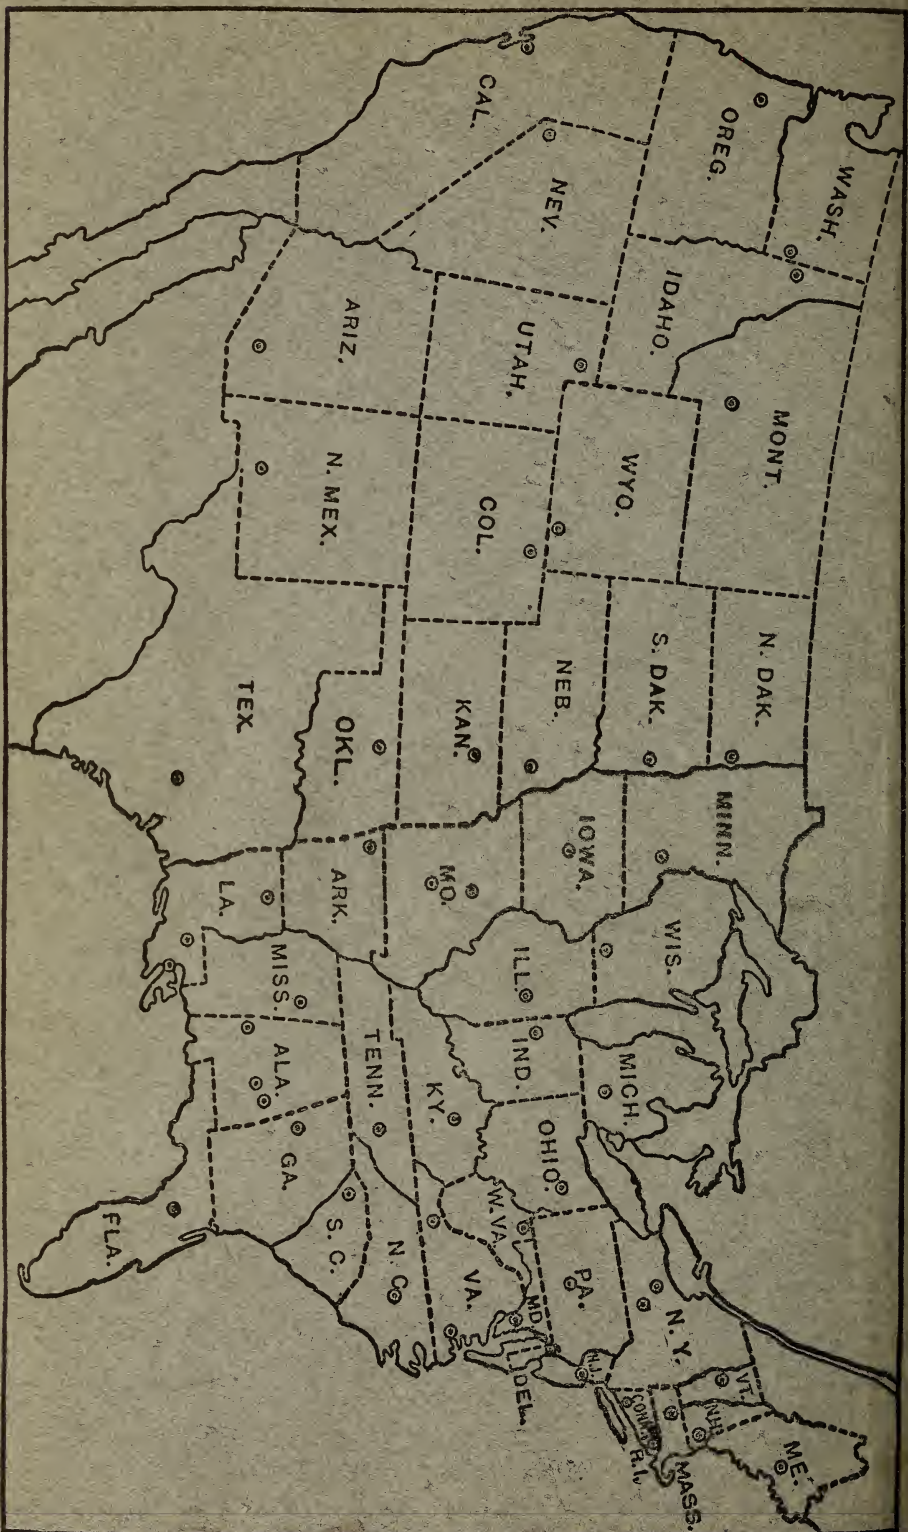 WASH.
OREG.
CAL.
NEV.
IDAHO.
MONT.
UTAH.
ARIZ.
WYO.
COL.
N. MEX.
N. DAK.
S. DAK.
NEB.
KAN.
OKL.
TEX.
MINN.
IOWA.
MO.
ARK.
LA.
WIS.
ILL.
MISS.
MICH.
IND.
OHIO.
KY.
TENN.
ALA.
GA.
FLA.
S. C.
N. C.
VA.
W. VA.
MD.
DEL.
PA.
N. J.
N. Y.
CONN.
R. I.
MASS.
VT.
N.H.
ME.